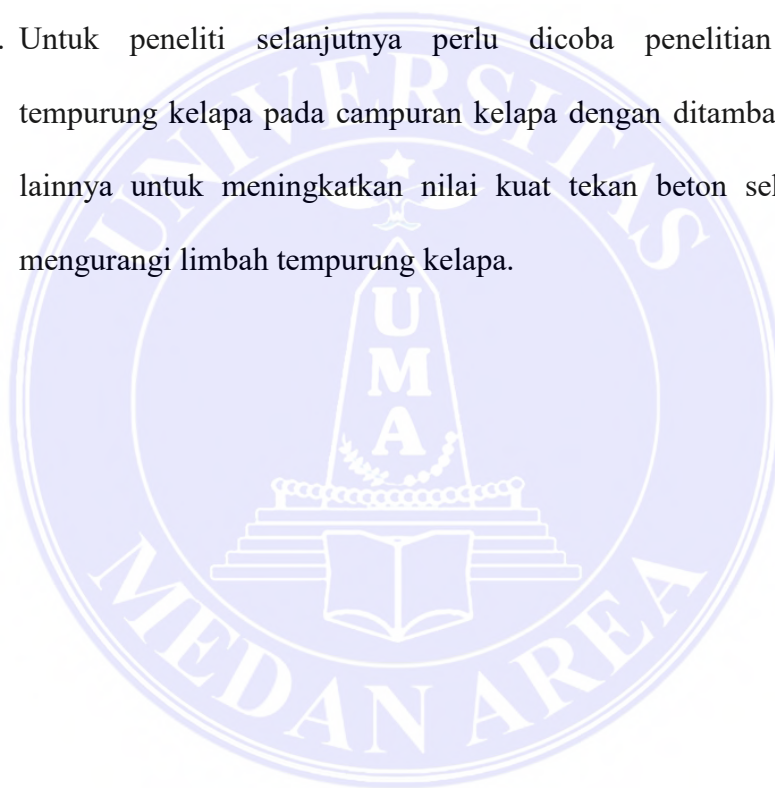 . Untuk peneliti selanjutnya perlu dicoba penelitian
tempurung kelapa pada campuran kelapa dengan ditamba
lainnya untuk meningkatkan nilai kuat tekan beton sel
mengurangi limbah tempurung kelapa.
UNIVERSITAS
U
M
A
MEDAN AREA